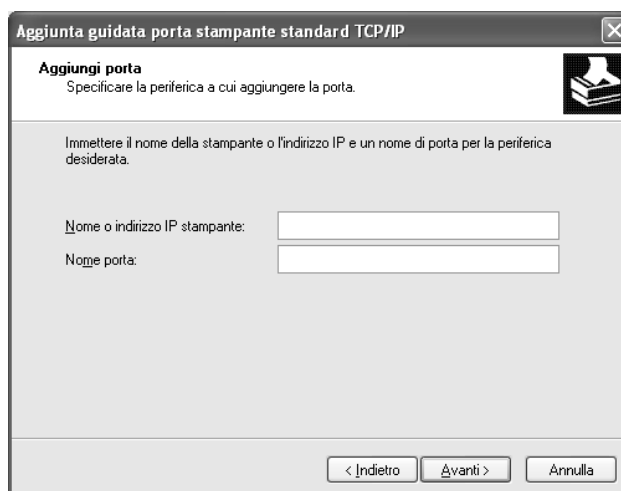 Aggiunta guidata porta stampante standard TCP/IP
Aggiungi porta
Specificare la periferica a cui aggiungere la porta.
Immettere il nome della stampante o l'indirizzo IP e un nome di porta per la periferica
desiderata.
Nome o indirizzo IP stampante:
Nome porta:
< Indietro Avanti > Annulla